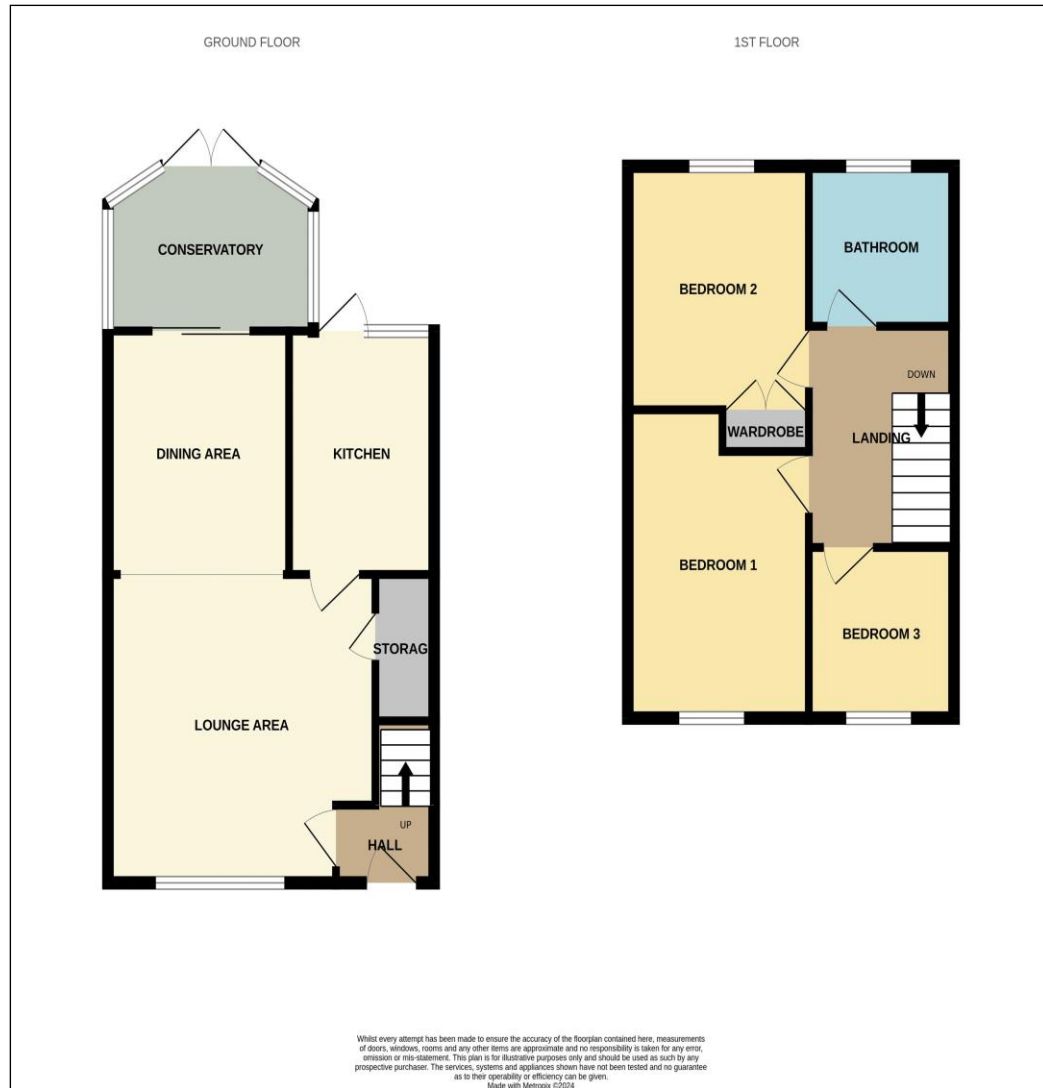 GROUND FLOOR
1ST FLOOR
CONSERVATORY
DINING AREA
KITCHEN
STORAG
LOUNGE AREA
UP
HALL
BEDROOM 2
BATHROOM
DOWN
WARDROBE
LANDING
BEDROOM 1
BEDROOM 3
Whilst every attempt has been made to ensure the accuracy of the floorplan contained here, measurements
of doors, windows, rooms and any other items are approximate and no responsibility is taken for any error,
omission or mis-statement. This plan is for illustrative purposes only and should be used as such by any
prospective purchaser. The services, systems and appliances shown have not been tested and no guarantee
as to their operability or efficiency can be given.
Made with Metropix ©2024